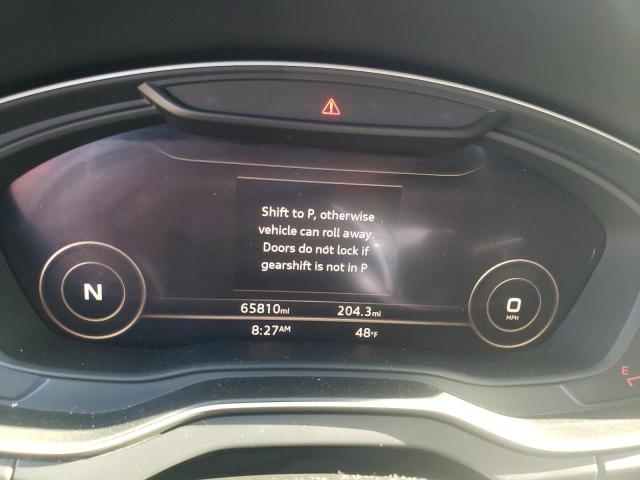 Shift to P, otherwise
vehicle can roll away.
Doors do not lock if
gearshift is not in P
N
0
MPH
65810mi 204.3mi
8:27AM 48°F
E